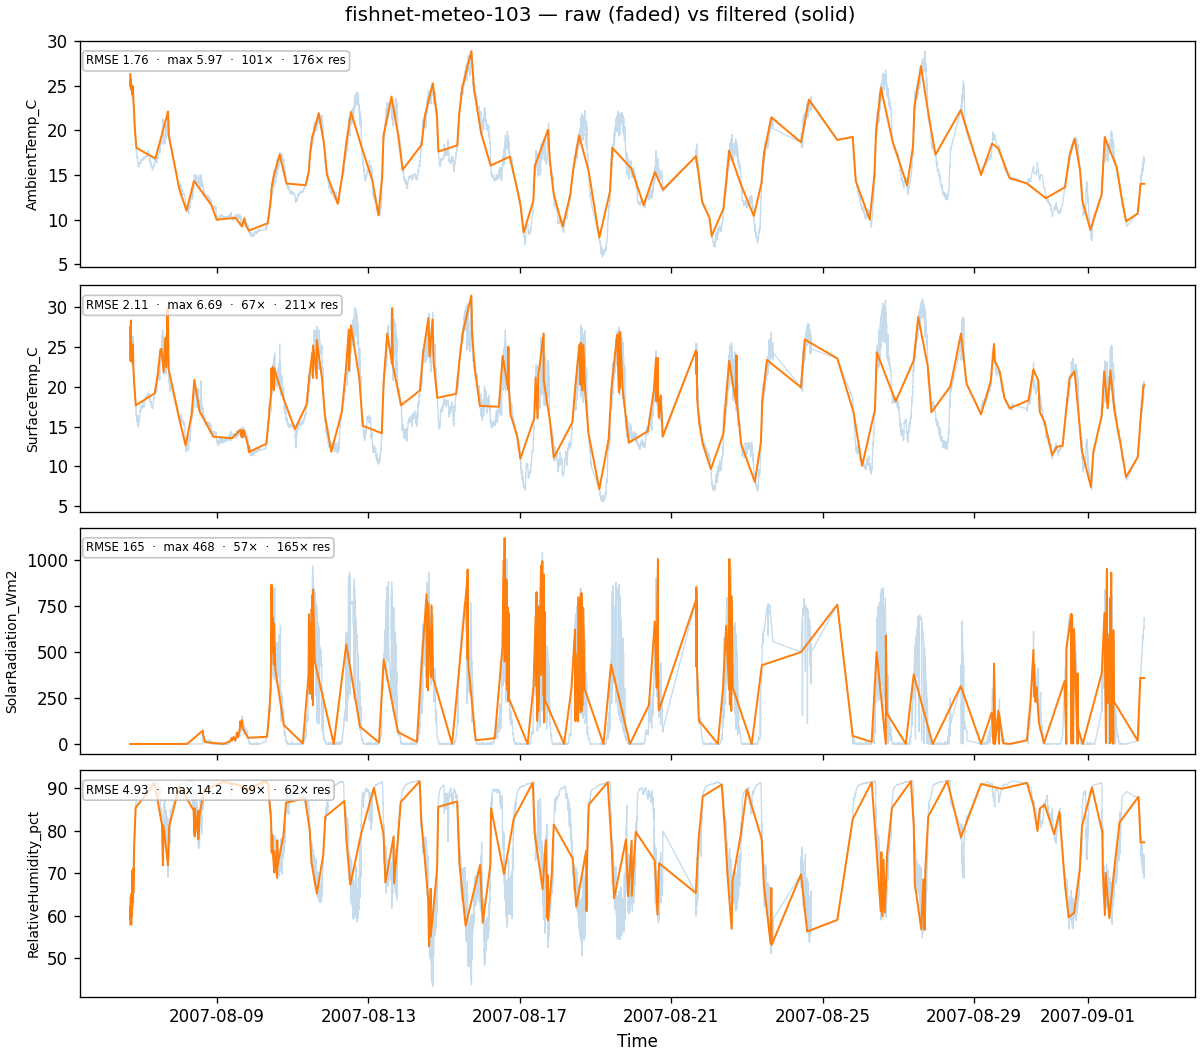 fishnet-meteo-103 — raw (faded) vs filtered (solid)
30
RMSE 1.76 · max 5.97 · 101× · 176× res
25
20
15
10
5
AmbientTemp_C
30
RMSE 2.11 · max 6.69 · 67× · 211× res
25
20
15
10
5
SurfaceTemp_C
RMSE 165 · max 468 · 57× · 165× res
1000
750
500
250
0
SolarRadiation_Wm2
90
RMSE 4.93 · max 14.2 · 69× · 62× res
80
70
60
50
RelativeHumidity_pct
2007-08-09 2007-08-13 2007-08-17 2007-08-21 2007-08-25 2007-08-29 2007-09-01
Time